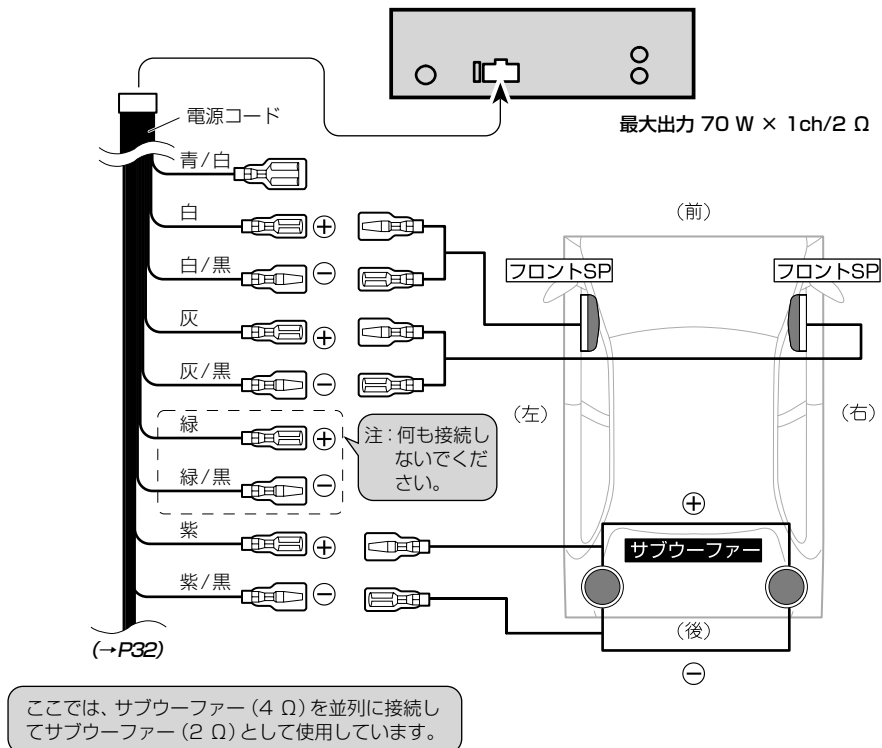 最大出力 70 W × 1ch/2 Ω
電源コード
青/白
白
⊕
白/黒
⊖
灰
⊕
灰/黒
⊖
緑
⊕
緑/黒
⊖
注：何も接続し
ないでくだ
さい。
紫
⊕
紫/黒
⊖
(→P32)
（前）
フロントSP
フロントSP
（左）
（右）
⊕
サブウーファー
（後）
⊖
ここでは、サブウーファー（4 Ω）を並列に接続し
てサブウーファー（2 Ω）として使用しています。